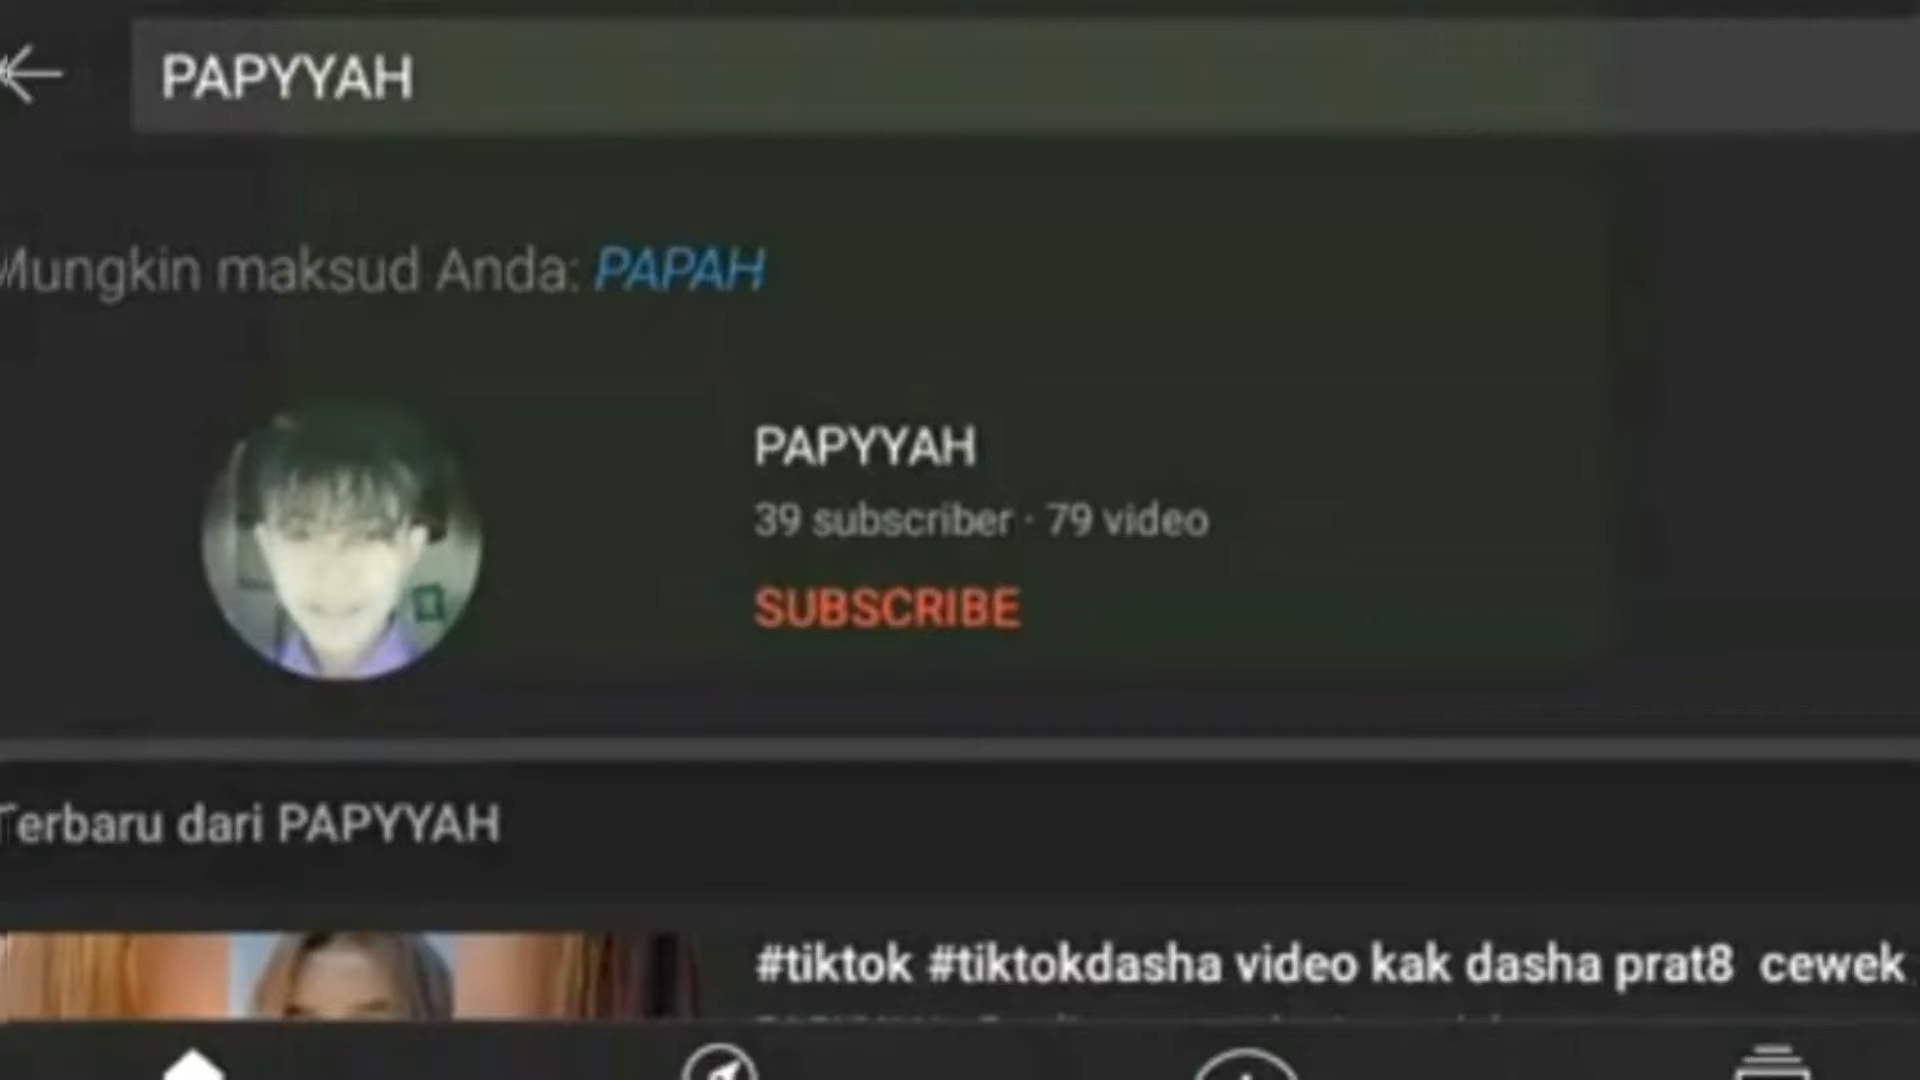 PAPYYAH
Mungkin maksud Anda: PAPAH
PAPYYAH
39 subscriber · 79 video
SUBSCRIBE
Terbaru dari PAPYYAH
#tiktok #tiktokdasha video kak dasha prat8 cewek